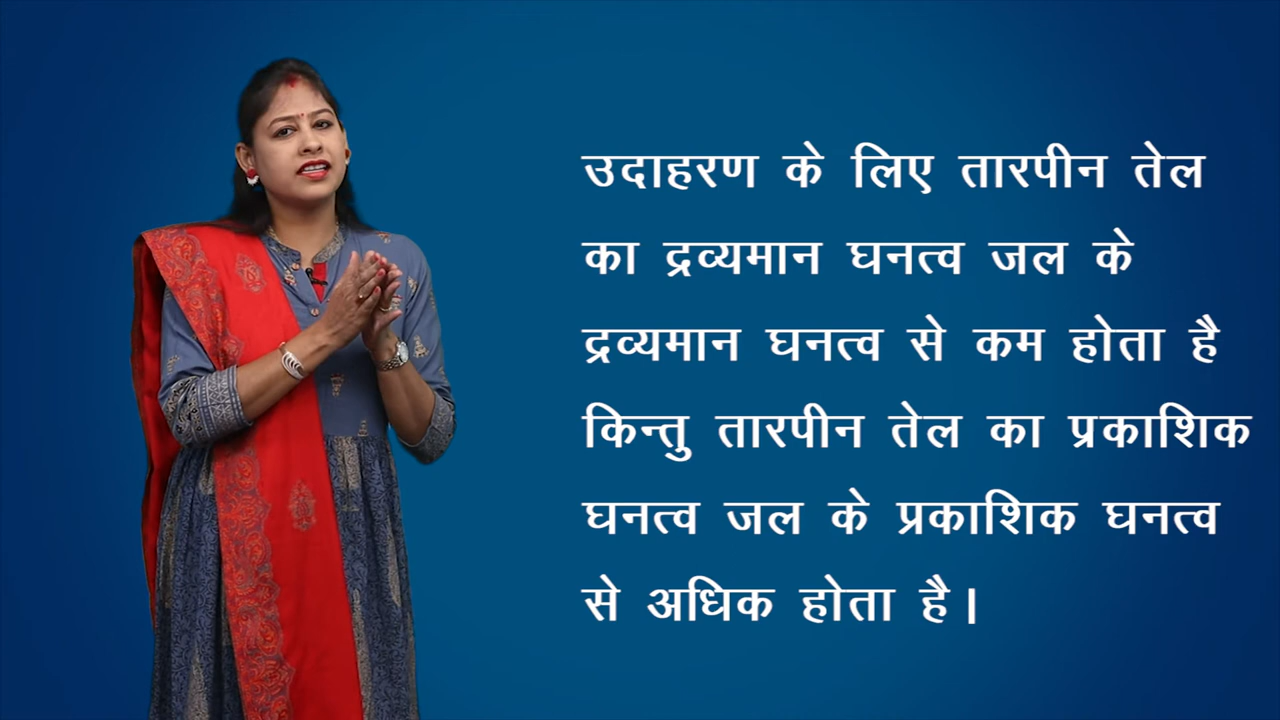 उदाहरण के लिए तारपीन तेल
का द्रव्यमान घनत्व जल के
द्रव्यमान घनत्व से कम होता है
किन्तु तारपीन तेल का प्रकाशिक
घनत्व जल के प्रकाशिक घनत्व
से अधिक होता है।